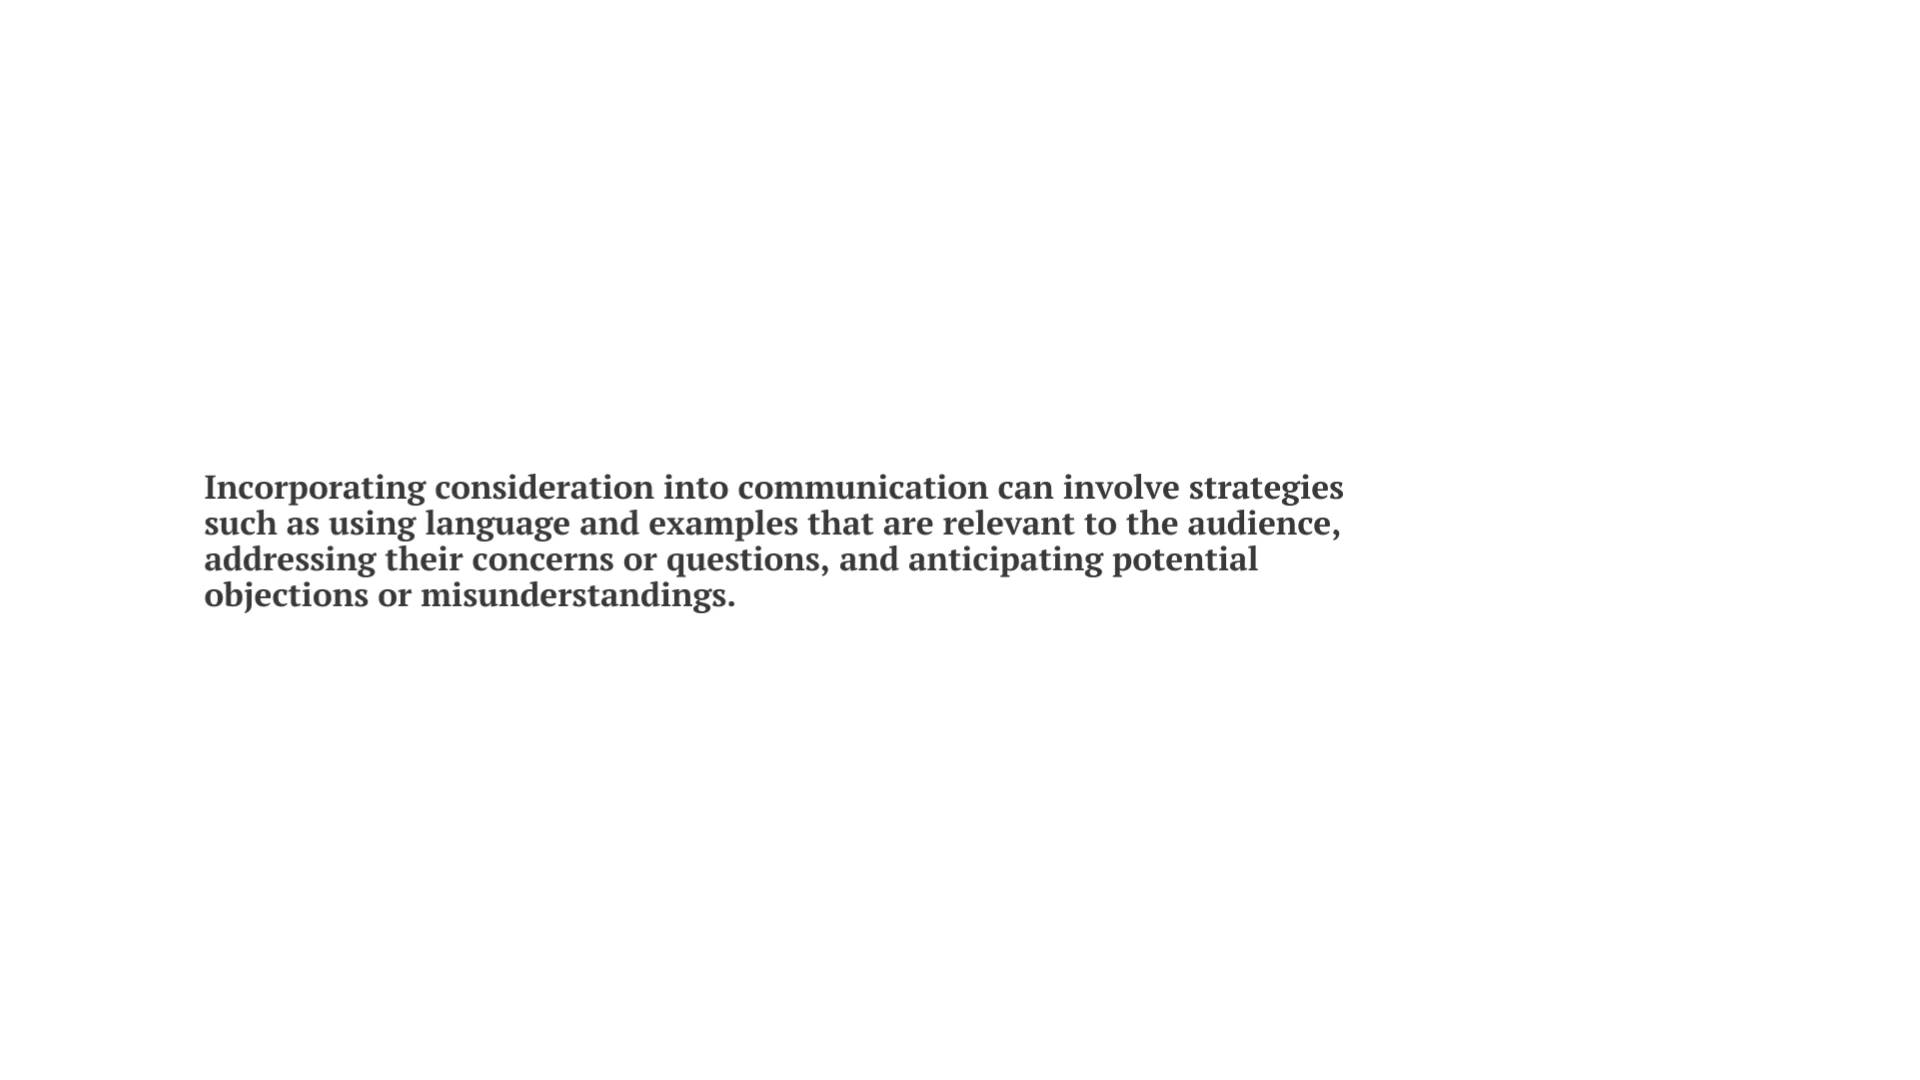 Incorporating consideration into communication can involve strategies
such as using language and examples that are relevant to the audience,
addressing their concerns or questions, and anticipating potential
objections or misunderstandings.